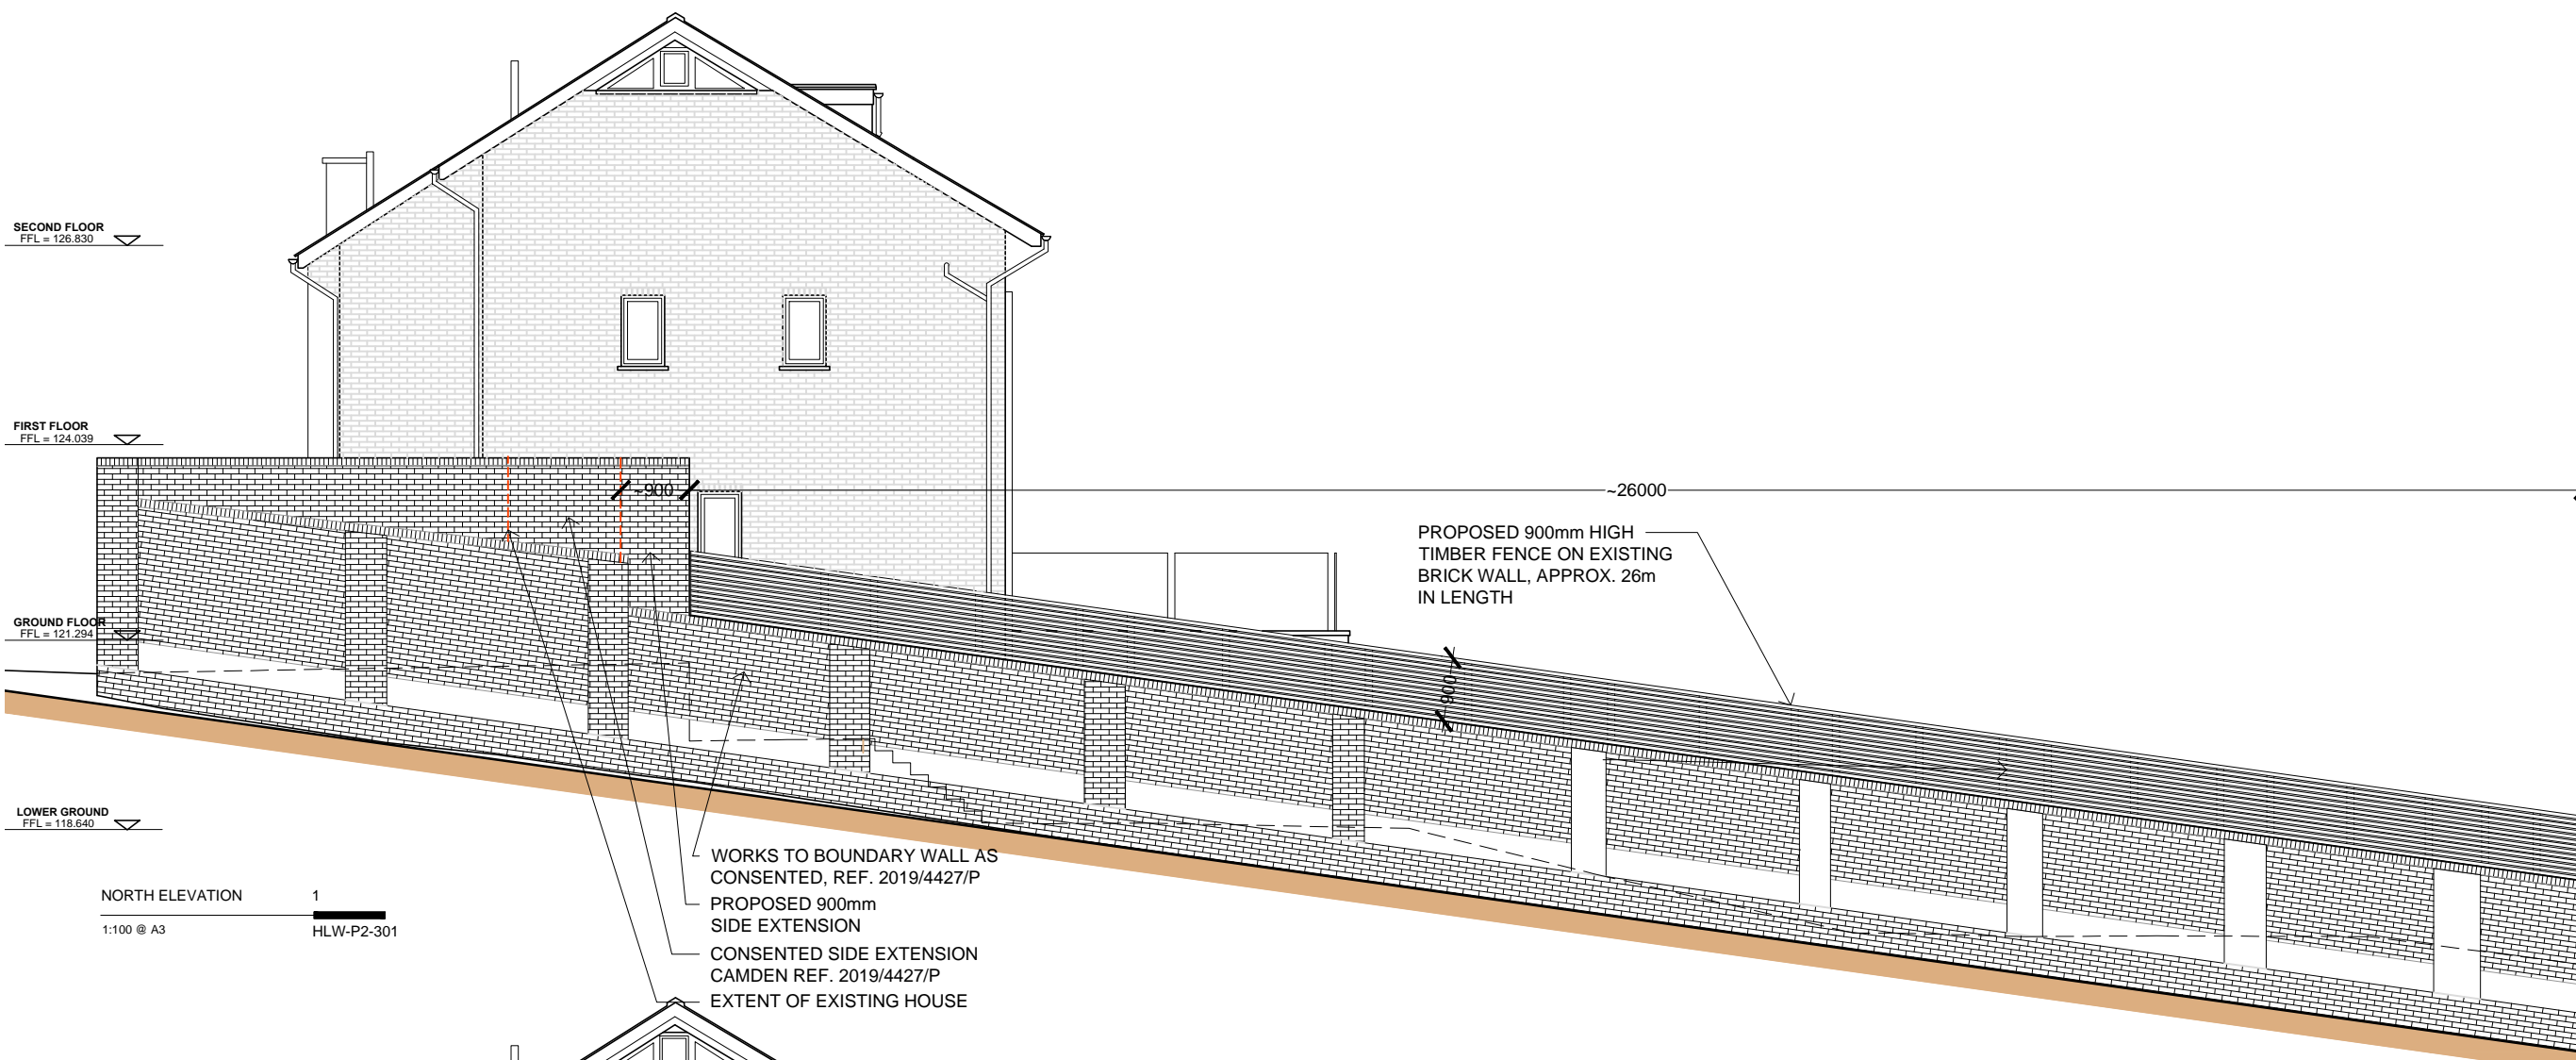 SECOND FLOOR
FFL = 126.830
FIRST FLOOR
FFL = 124.039
~900
~26000
PROPOSED 900mm HIGH
TIMBER FENCE ON EXISTING
BRICK WALL, APPROX. 26m
IN LENGTH
GROUND FLOOR
FFL = 121.294
900
LOWER GROUND
FFL = 118.640
WORKS TO BOUNDARY WALL AS
CONSENTED, REF. 2019/4427/P
PROPOSED 900mm
SIDE EXTENSION
CONSENTED SIDE EXTENSION
CAMDEN REF. 2019/4427/P
EXTENT OF EXISTING HOUSE
NORTH ELEVATION 1
1:100 @ A3 HLW-P2-301